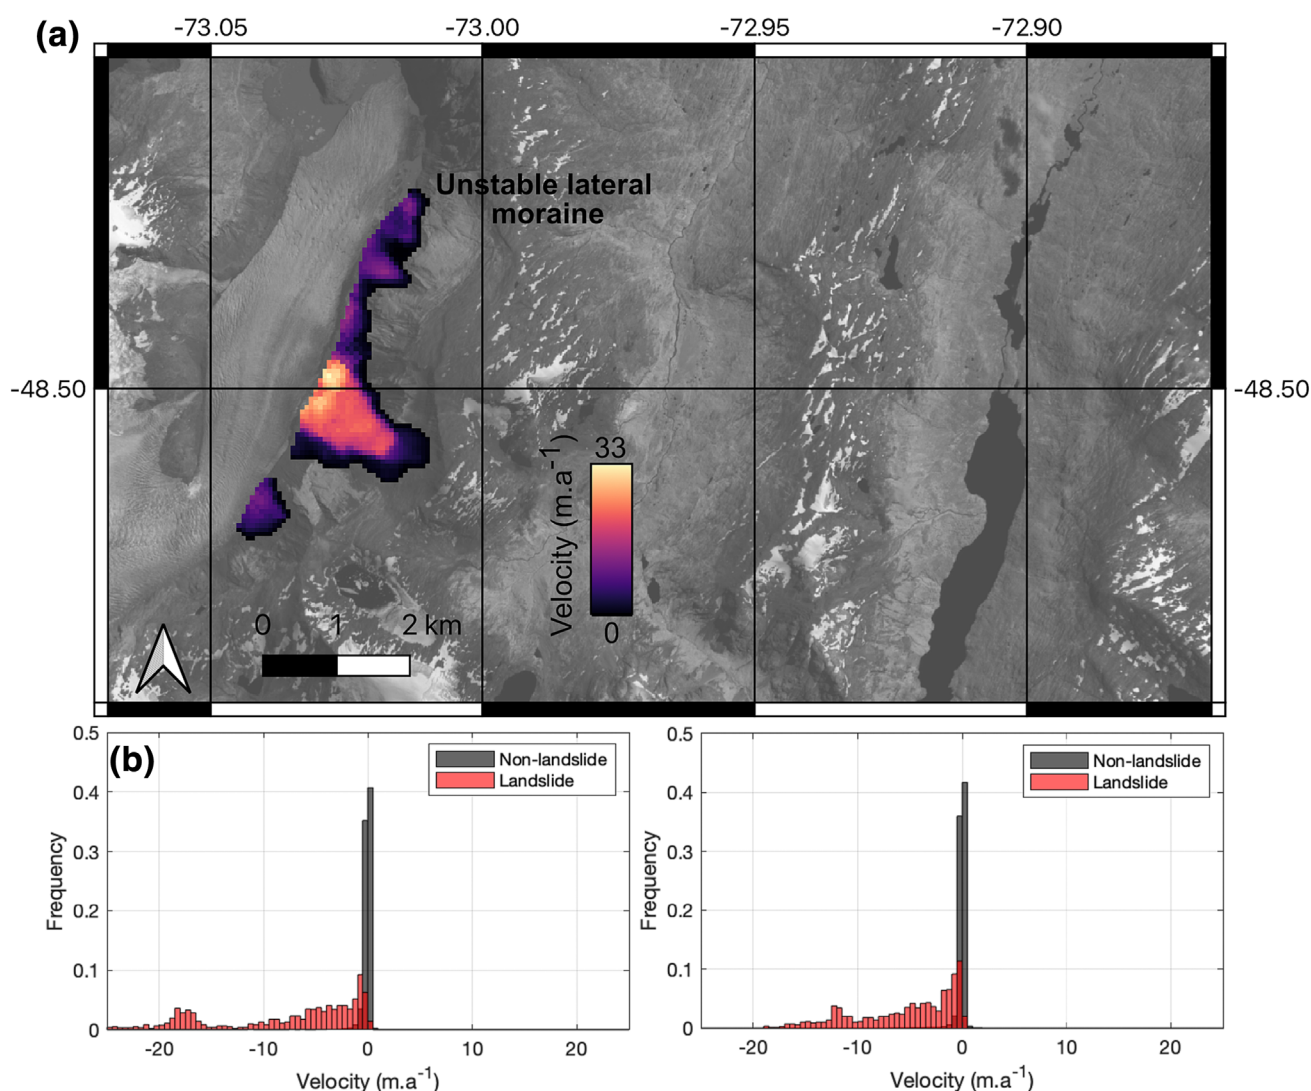 (a)
-73.05 -73.00 -72.95 -72.90
Unstable lateral
moraine
-48.50 -48.50
33
Velocity (m.a⁻¹)
0
0 1 2 km
(b)
0.5
0.4
0.3
0.2
0.1
0
Frequency
Non-landslide
Landslide
-20 -10 0 10 20
Velocity (m.a⁻¹)
0.5
0.4
0.3
0.2
0.1
0
Frequency
Non-landslide
Landslide
-20 -10 0 10 20
Velocity (m.a⁻¹)